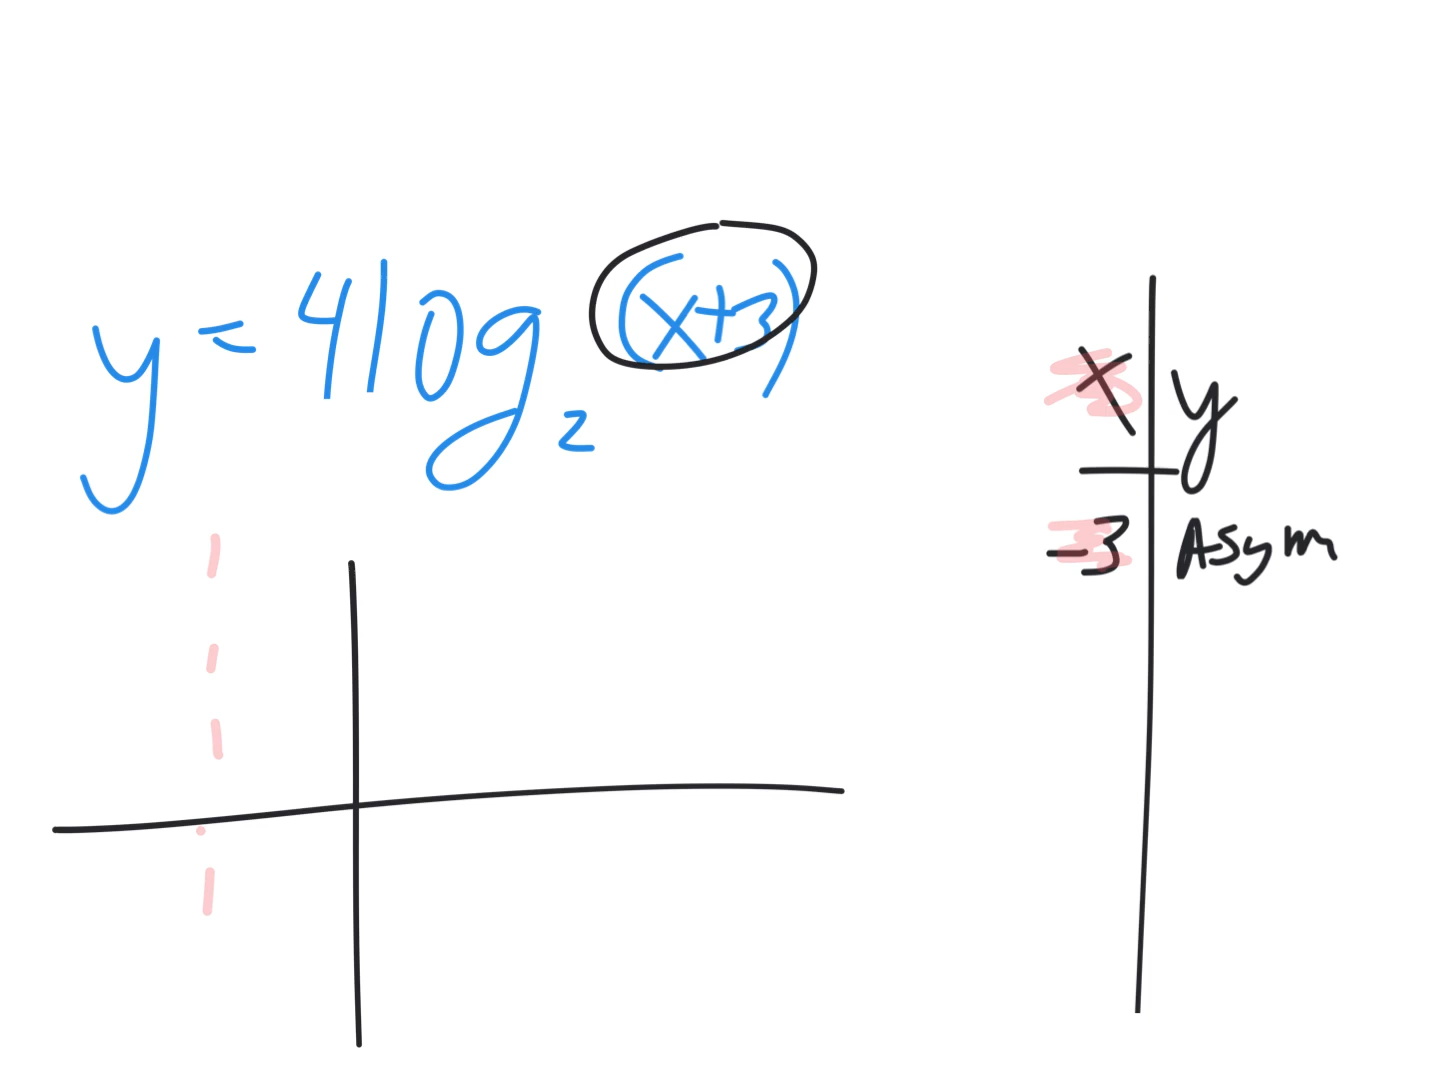 y = 4log₂(x+3)
x y
-3 Asym